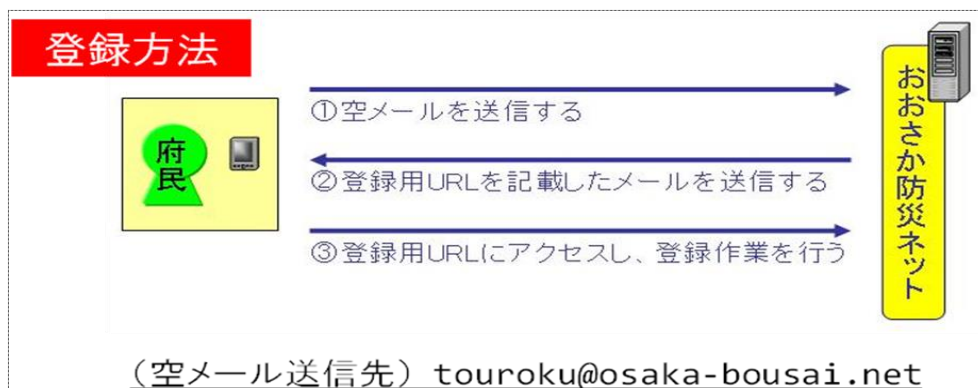 登録方法
府民
①空メールを送信する
②登録用URLを記載したメールを送信する
③登録用URLにアクセスし、登録作業を行う
おおさか防災ネット
（空メール送信先）touroku@osaka-bousai.net